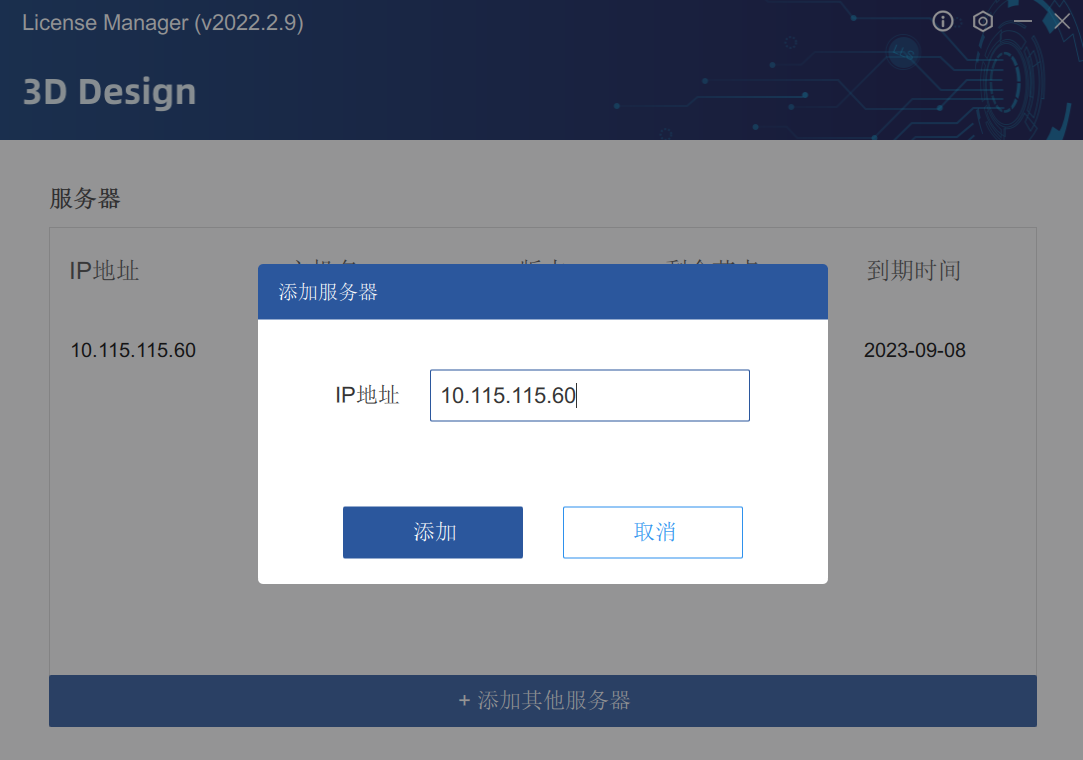 License Manager (v2022.2.9)
3D Design
服务器
IP地址
到期时间
10.115.115.60
2023-09-08
添加服务器
IP地址
10.115.115.60
添加
取消
+ 添加其他服务器